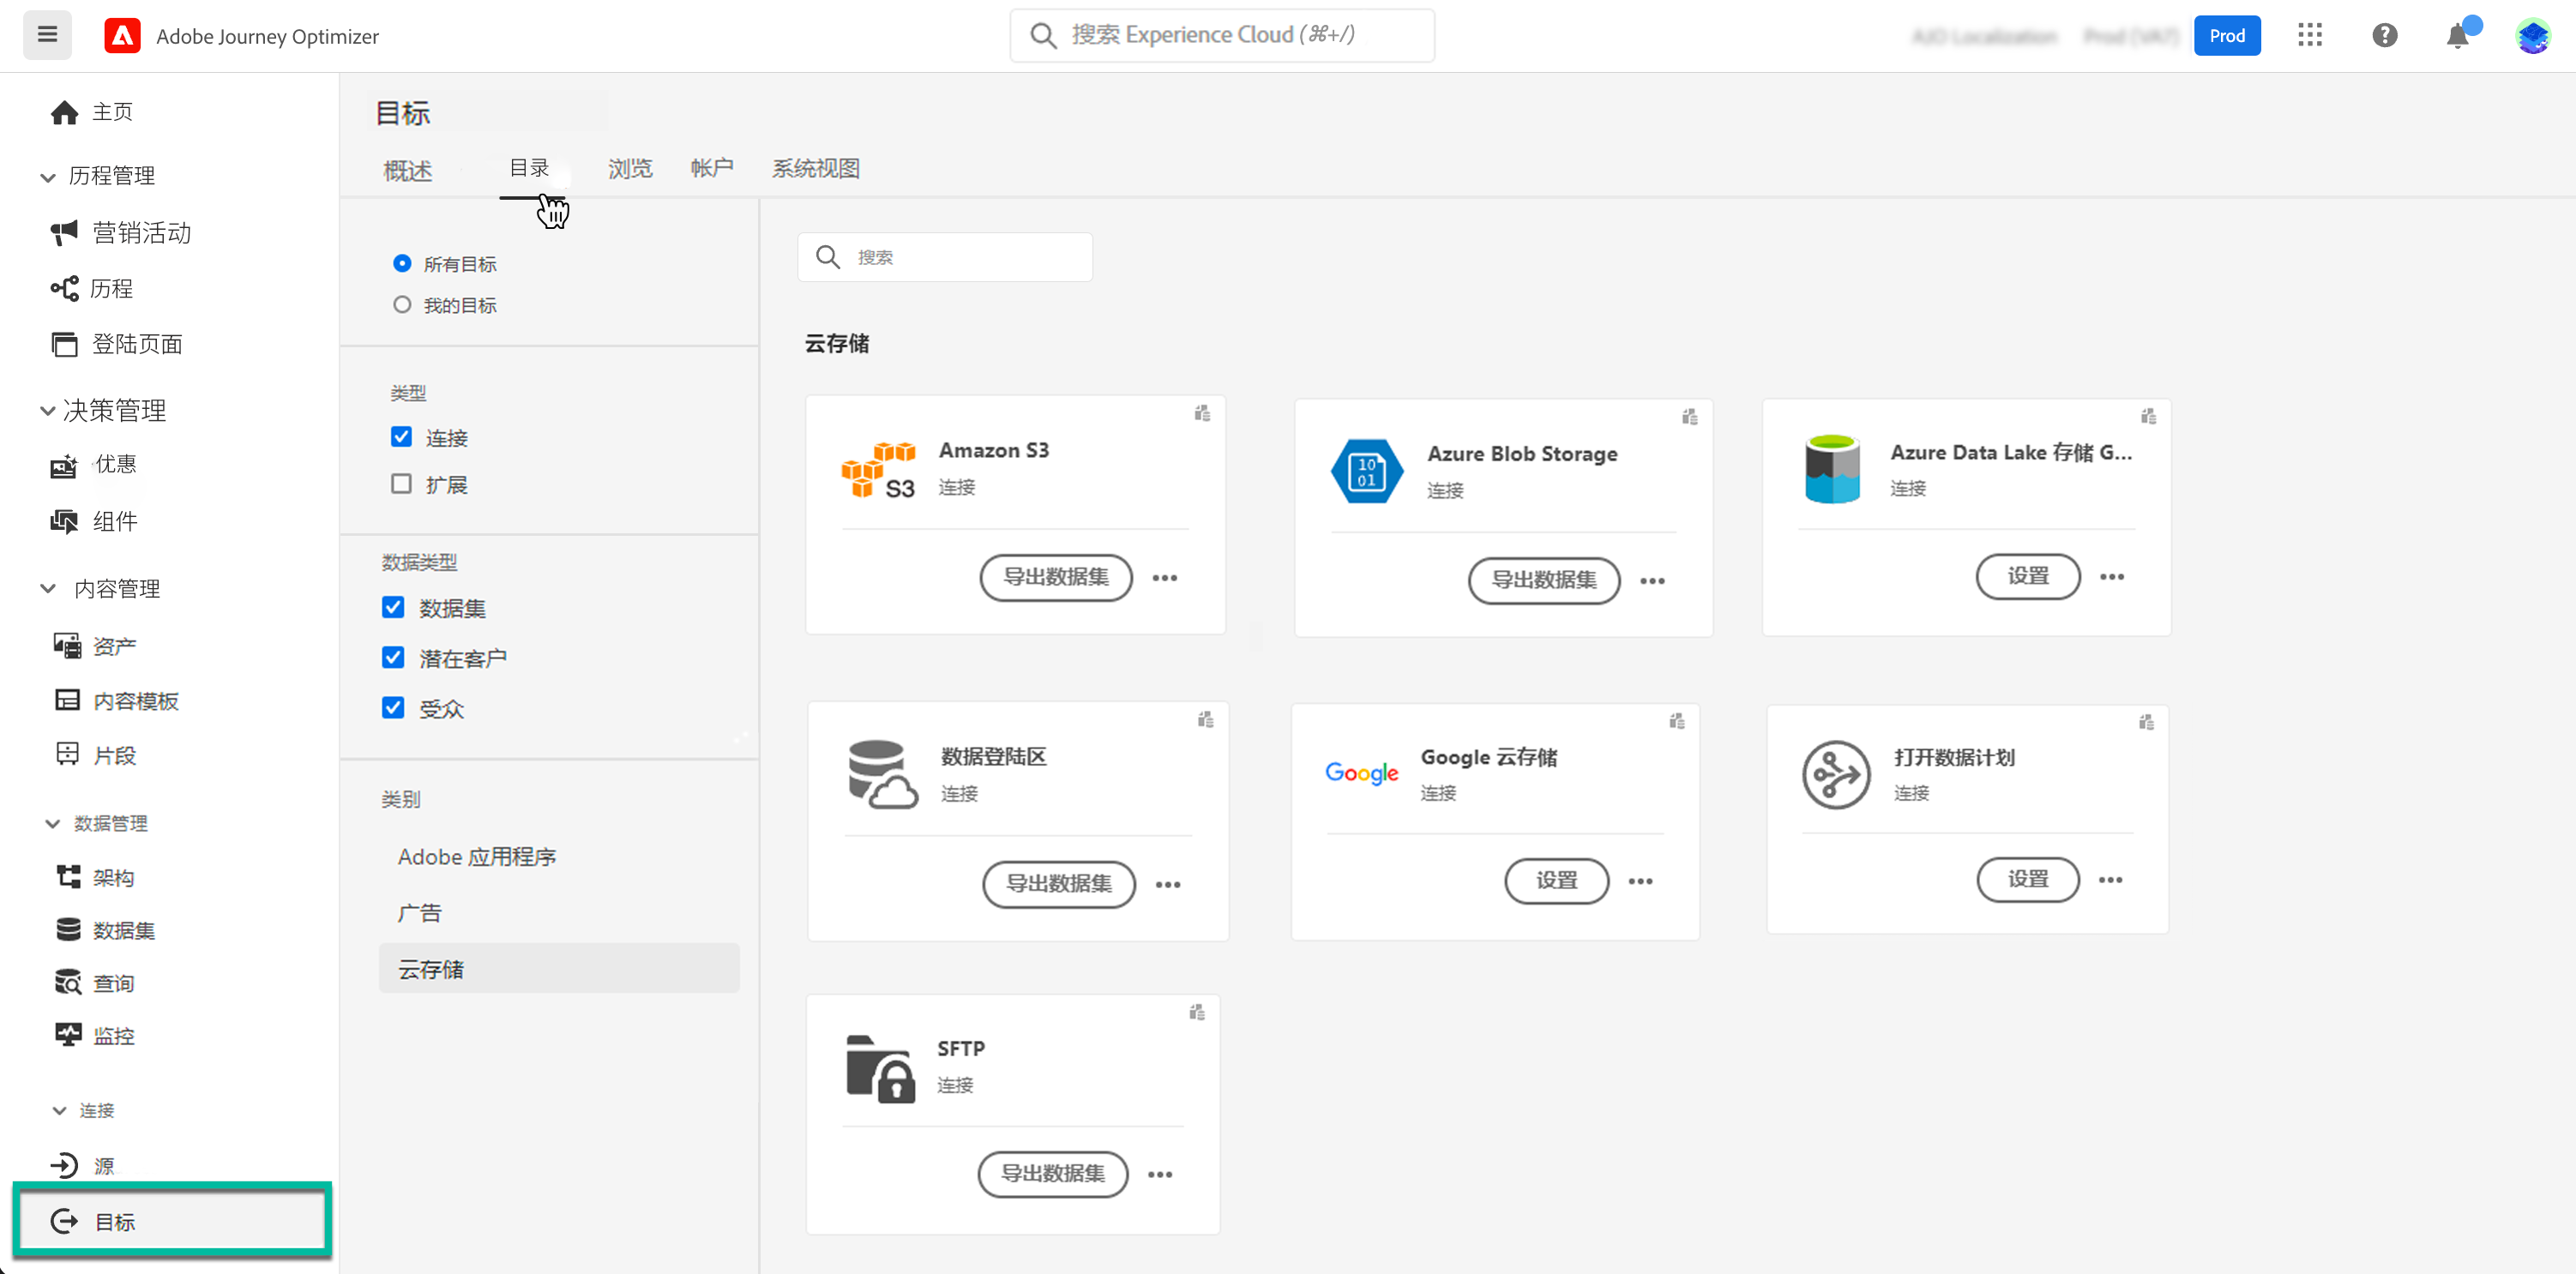 Adobe Journey Optimizer
搜索 Experience Cloud (⌘+/)
Prod
主页
历程管理
营销活动
历程
登陆页面
决策管理
优惠
组件
内容管理
资产
内容模板
片段
数据管理
架构
数据集
查询
监控
连接
源
目标
目标
概述
目录
浏览
帐户
系统视图
所有目标
我的目标
类型
连接
扩展
数据类型
数据集
潜在客户
受众
类别
Adobe 应用程序
广告
云存储
搜索
云存储
S3
Amazon S3
连接
导出数据集
10
01
Azure Blob Storage
连接
导出数据集
Azure Data Lake 存储 G...
连接
设置
数据登陆区
连接
导出数据集
Google
Google 云存储
连接
设置
打开数据计划
连接
设置
SFTP
连接
导出数据集